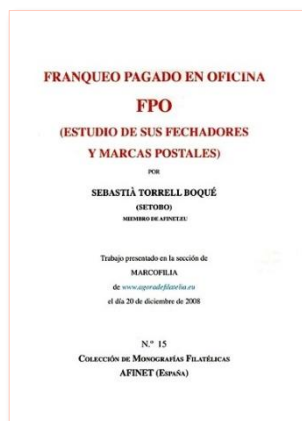 FRANQUEO PAGADO EN OFICINA
FPO
(ESTUDIO DE SUS FECHADORES
Y MARCAS POSTALES)
POR
SEBASTIÀ TORRELL BOQUÉ
(SETOBO)
MIEMBRO DE AFINET.EU
Trabajo presentado en la sección de
MARCOFILIA
de www.agoradefilatelia.eu
el día 20 de diciembre de 2008
N.º 15
COLECCIÓN DE MONOGRAFÍAS FILATÉLICAS
AFINET (ESPAÑA)